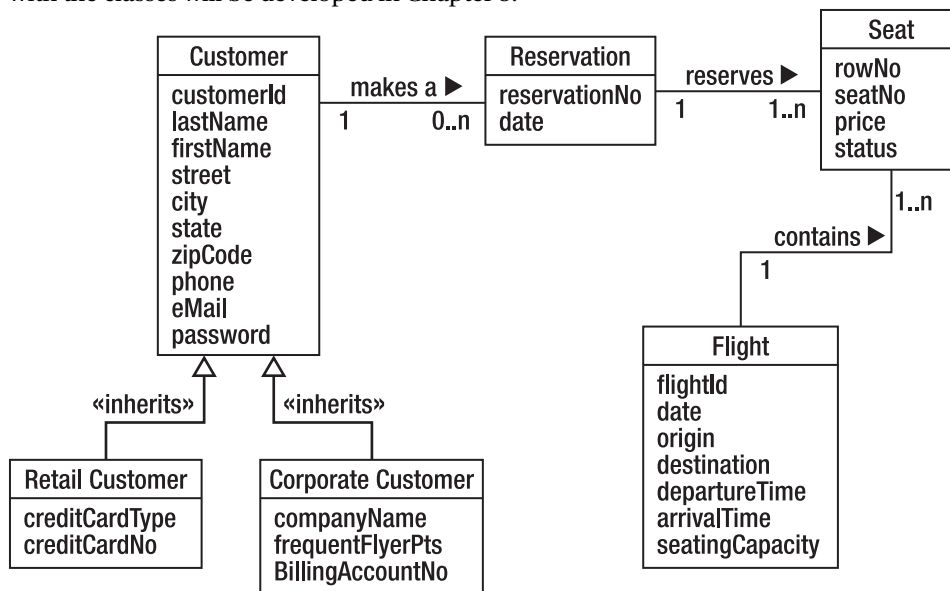 with the classes will be developed in Chapter 8.
Customer
customerId
lastName
firstName
street
city
state
zipCode
phone
eMail
password
makes a ▶
1
0..n
Reservation
reservationNo
date
reserves ▶
1
1..n
Seat
rowNo
seatNo
price
status
1..n
contains ▶
1
Flight
flightId
date
origin
destination
departureTime
arrivalTime
seatingCapacity
«inherits»
«inherits»
Retail Customer
creditCardType
creditCardNo
Corporate Customer
companyName
frequentFlyerPts
BillingAccountNo